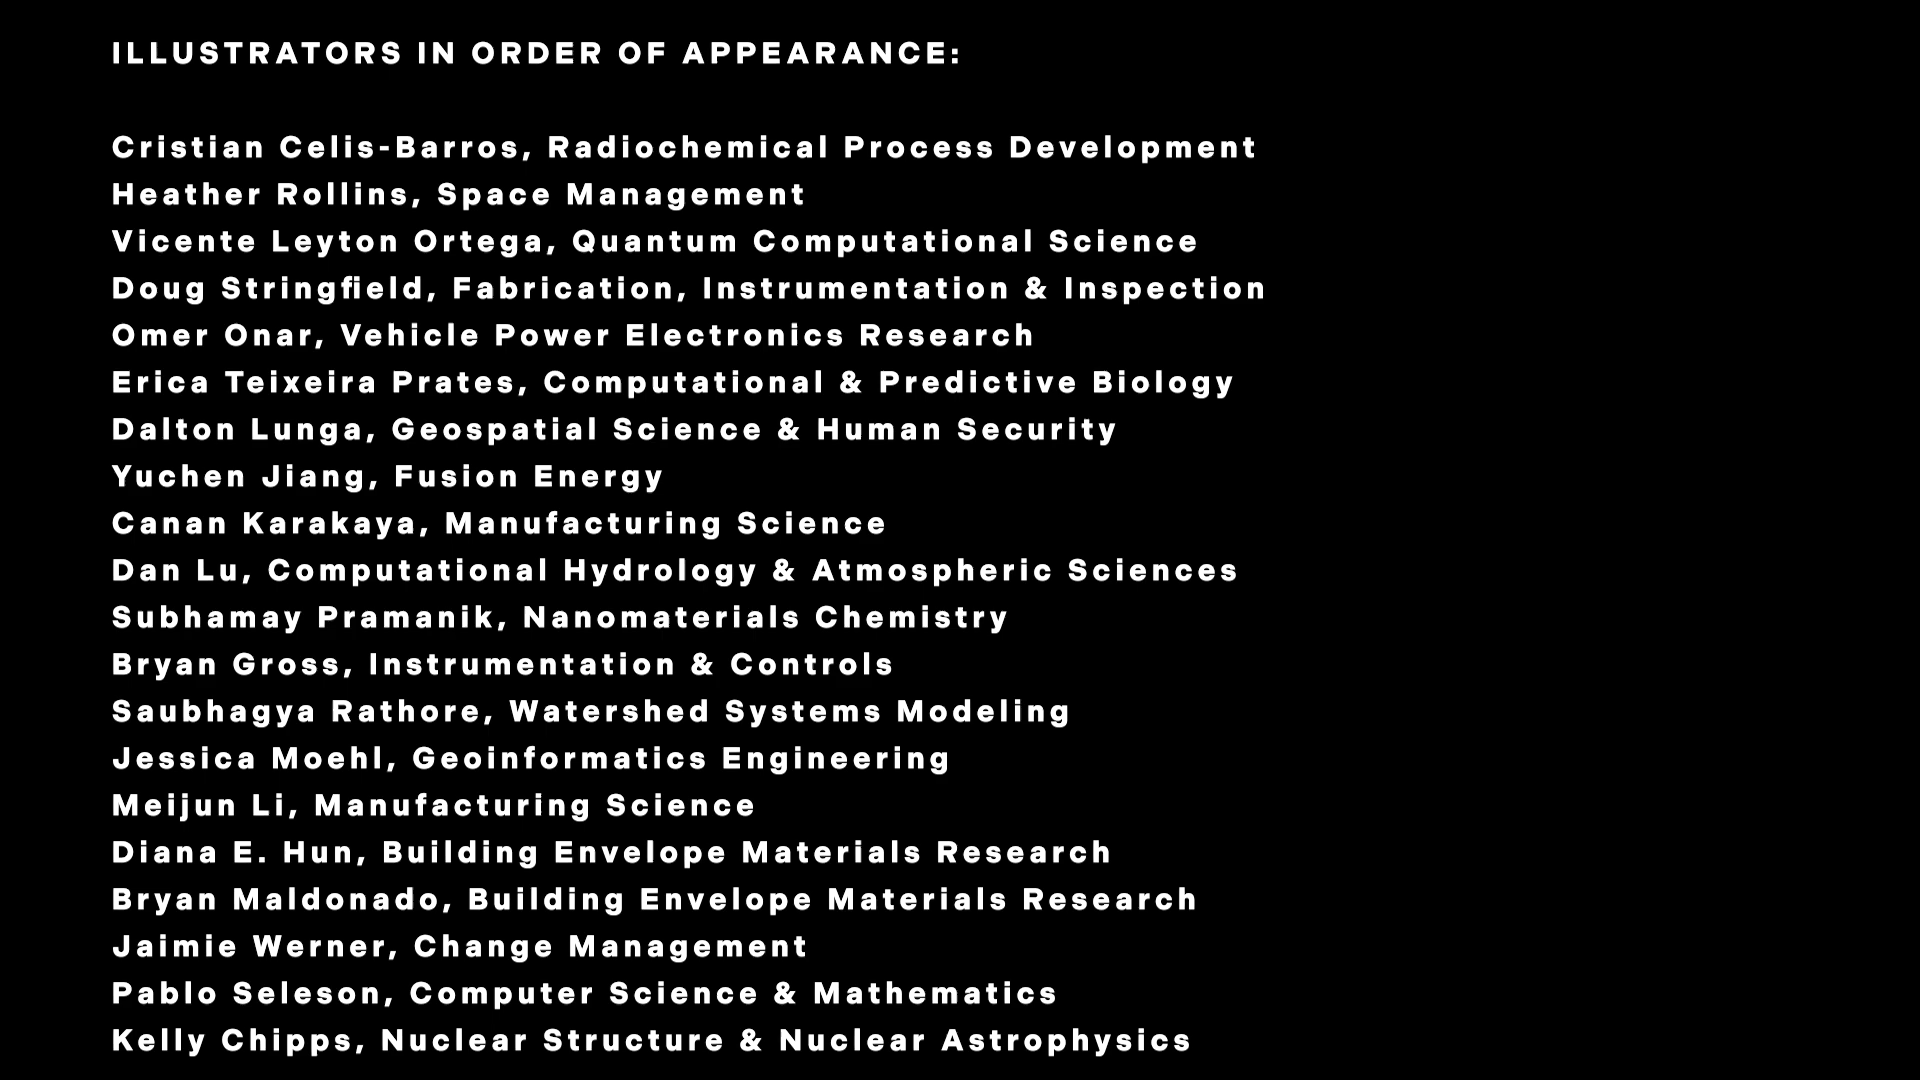 ILLUSTRATORS IN ORDER OF APPEARANCE:
Cristian Celis-Barros, Radiochemical Process Development
Heather Rollins, Space Management
Vicente Leyton Ortega, Quantum Computational Science
Doug Stringfield, Fabrication, Instrumentation & Inspection
Omer Onar, Vehicle Power Electronics Research
Erica Teixeira Prates, Computational & Predictive Biology
Dalton Lunga, Geospatial Science & Human Security
Yuchen Jiang, Fusion Energy
Canan Karakaya, Manufacturing Science
Dan Lu, Computational Hydrology & Atmospheric Sciences
Subhamay Pramanik, Nanomaterials Chemistry
Bryan Gross, Instrumentation & Controls
Saubhagya Rathore, Watershed Systems Modeling
Jessica Moehl, Geoinformatics Engineering
Meijun Li, Manufacturing Science
Diana E. Hun, Building Envelope Materials Research
Bryan Maldonado, Building Envelope Materials Research
Jaimie Werner, Change Management
Pablo Seleson, Computer Science & Mathematics
Kelly Chipps, Nuclear Structure & Nuclear Astrophysics